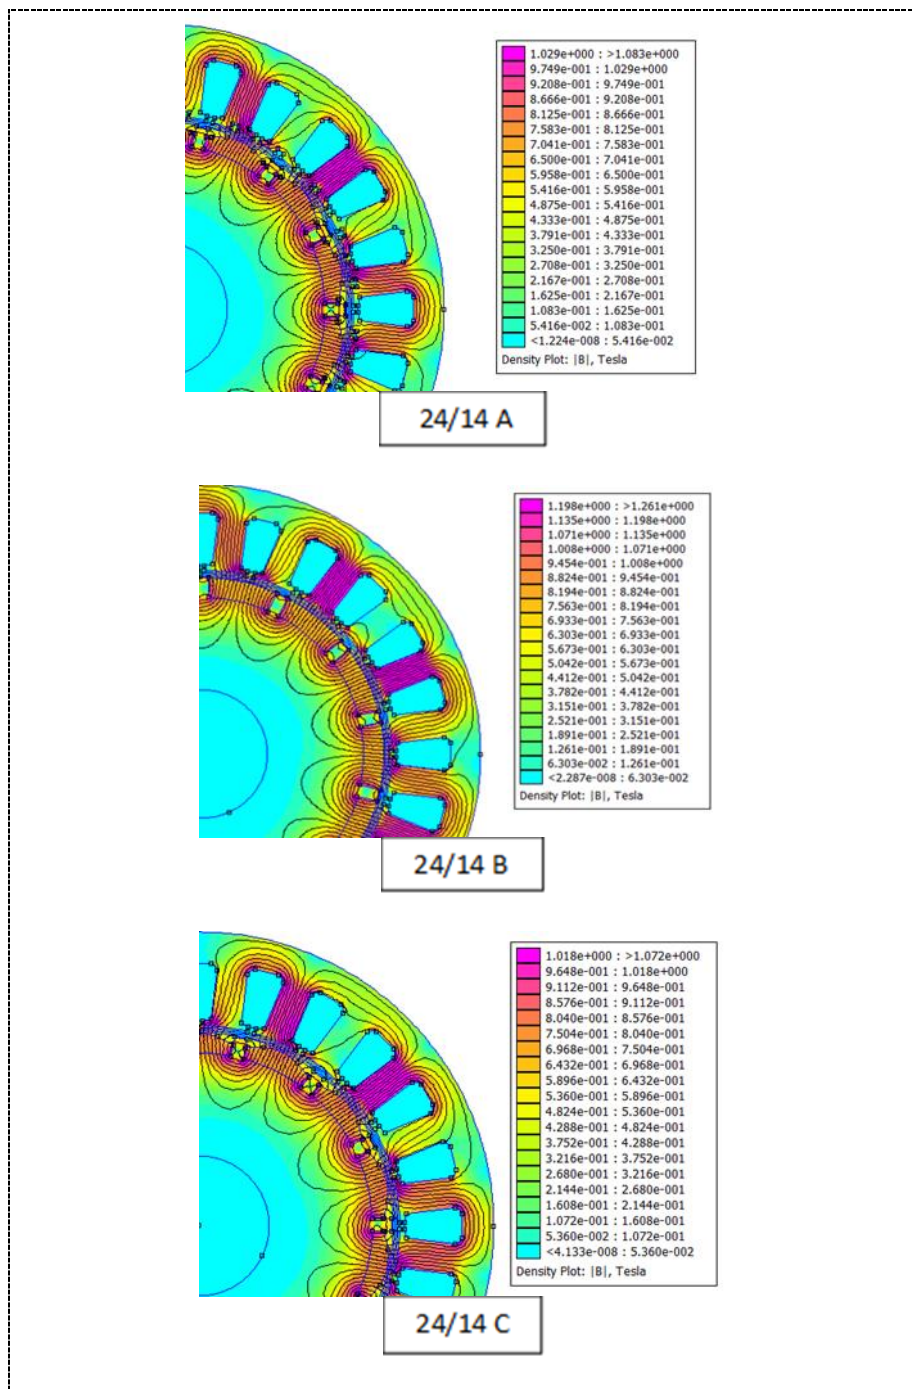 1.029e+000 : >1.083e+000
9.749e-001 : 1.029e+000
9.208e-001 : 9.749e-001
8.666e-001 : 9.208e-001
8.125e-001 : 8.666e-001
7.583e-001 : 8.125e-001
7.041e-001 : 7.583e-001
6.500e-001 : 7.041e-001
5.958e-001 : 6.500e-001
5.416e-001 : 5.958e-001
4.875e-001 : 5.416e-001
4.333e-001 : 4.875e-001
3.791e-001 : 4.333e-001
3.250e-001 : 3.791e-001
2.708e-001 : 3.250e-001
2.167e-001 : 2.708e-001
1.625e-001 : 2.167e-001
1.083e-001 : 1.625e-001
5.416e-002 : 1.083e-001
<1.224e-008 : 5.416e-002
Density Plot: |B|, Tesla
24/14 A
1.198e+000 : >1.261e+000
1.135e+000 : 1.198e+000
1.071e+000 : 1.135e+000
1.008e+000 : 1.071e+000
9.454e-001 : 1.008e+000
8.824e-001 : 9.454e-001
8.194e-001 : 8.824e-001
7.563e-001 : 8.194e-001
6.933e-001 : 7.563e-001
6.303e-001 : 6.933e-001
5.673e-001 : 6.303e-001
5.042e-001 : 5.673e-001
4.412e-001 : 5.042e-001
3.782e-001 : 4.412e-001
3.151e-001 : 3.782e-001
2.521e-001 : 3.151e-001
1.891e-001 : 2.521e-001
1.261e-001 : 1.891e-001
6.303e-002 : 1.261e-001
<2.287e-008 : 6.303e-002
Density Plot: |B|, Tesla
24/14 B
1.018e+000 : >1.072e+000
9.648e-001 : 1.018e+000
9.112e-001 : 9.648e-001
8.576e-001 : 9.112e-001
8.040e-001 : 8.576e-001
7.504e-001 : 8.040e-001
6.968e-001 : 7.504e-001
6.432e-001 : 6.968e-001
5.896e-001 : 6.432e-001
5.360e-001 : 5.896e-001
4.824e-001 : 5.360e-001
4.288e-001 : 4.824e-001
3.752e-001 : 4.288e-001
3.216e-001 : 3.752e-001
2.680e-001 : 3.216e-001
2.144e-001 : 2.680e-001
1.608e-001 : 2.144e-001
1.072e-001 : 1.608e-001
5.360e-002 : 1.072e-001
<4.133e-008 : 5.360e-002
Density Plot: |B|, Tesla
24/14 C